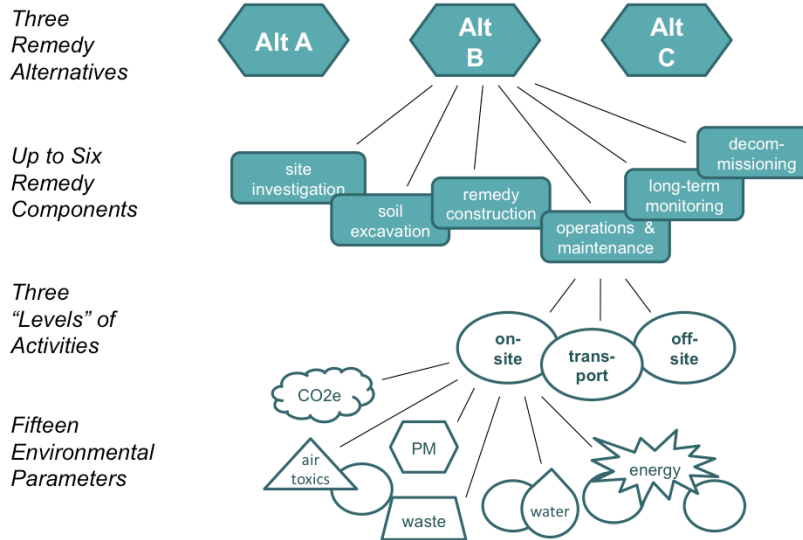 Three
Remedy
Alternatives
Alt A
Alt
B
Alt
C
Up to Six
Remedy
Components
site
investigation
soil
excavation
remedy
construction
operations &
maintenance
long-term
monitoring
decom-
missioning
Three
“Levels” of
Activities
on-
site
trans-
port
off-
site
Fifteen
Environmental
Parameters
CO2e
air
toxics
PM
waste
water
energy